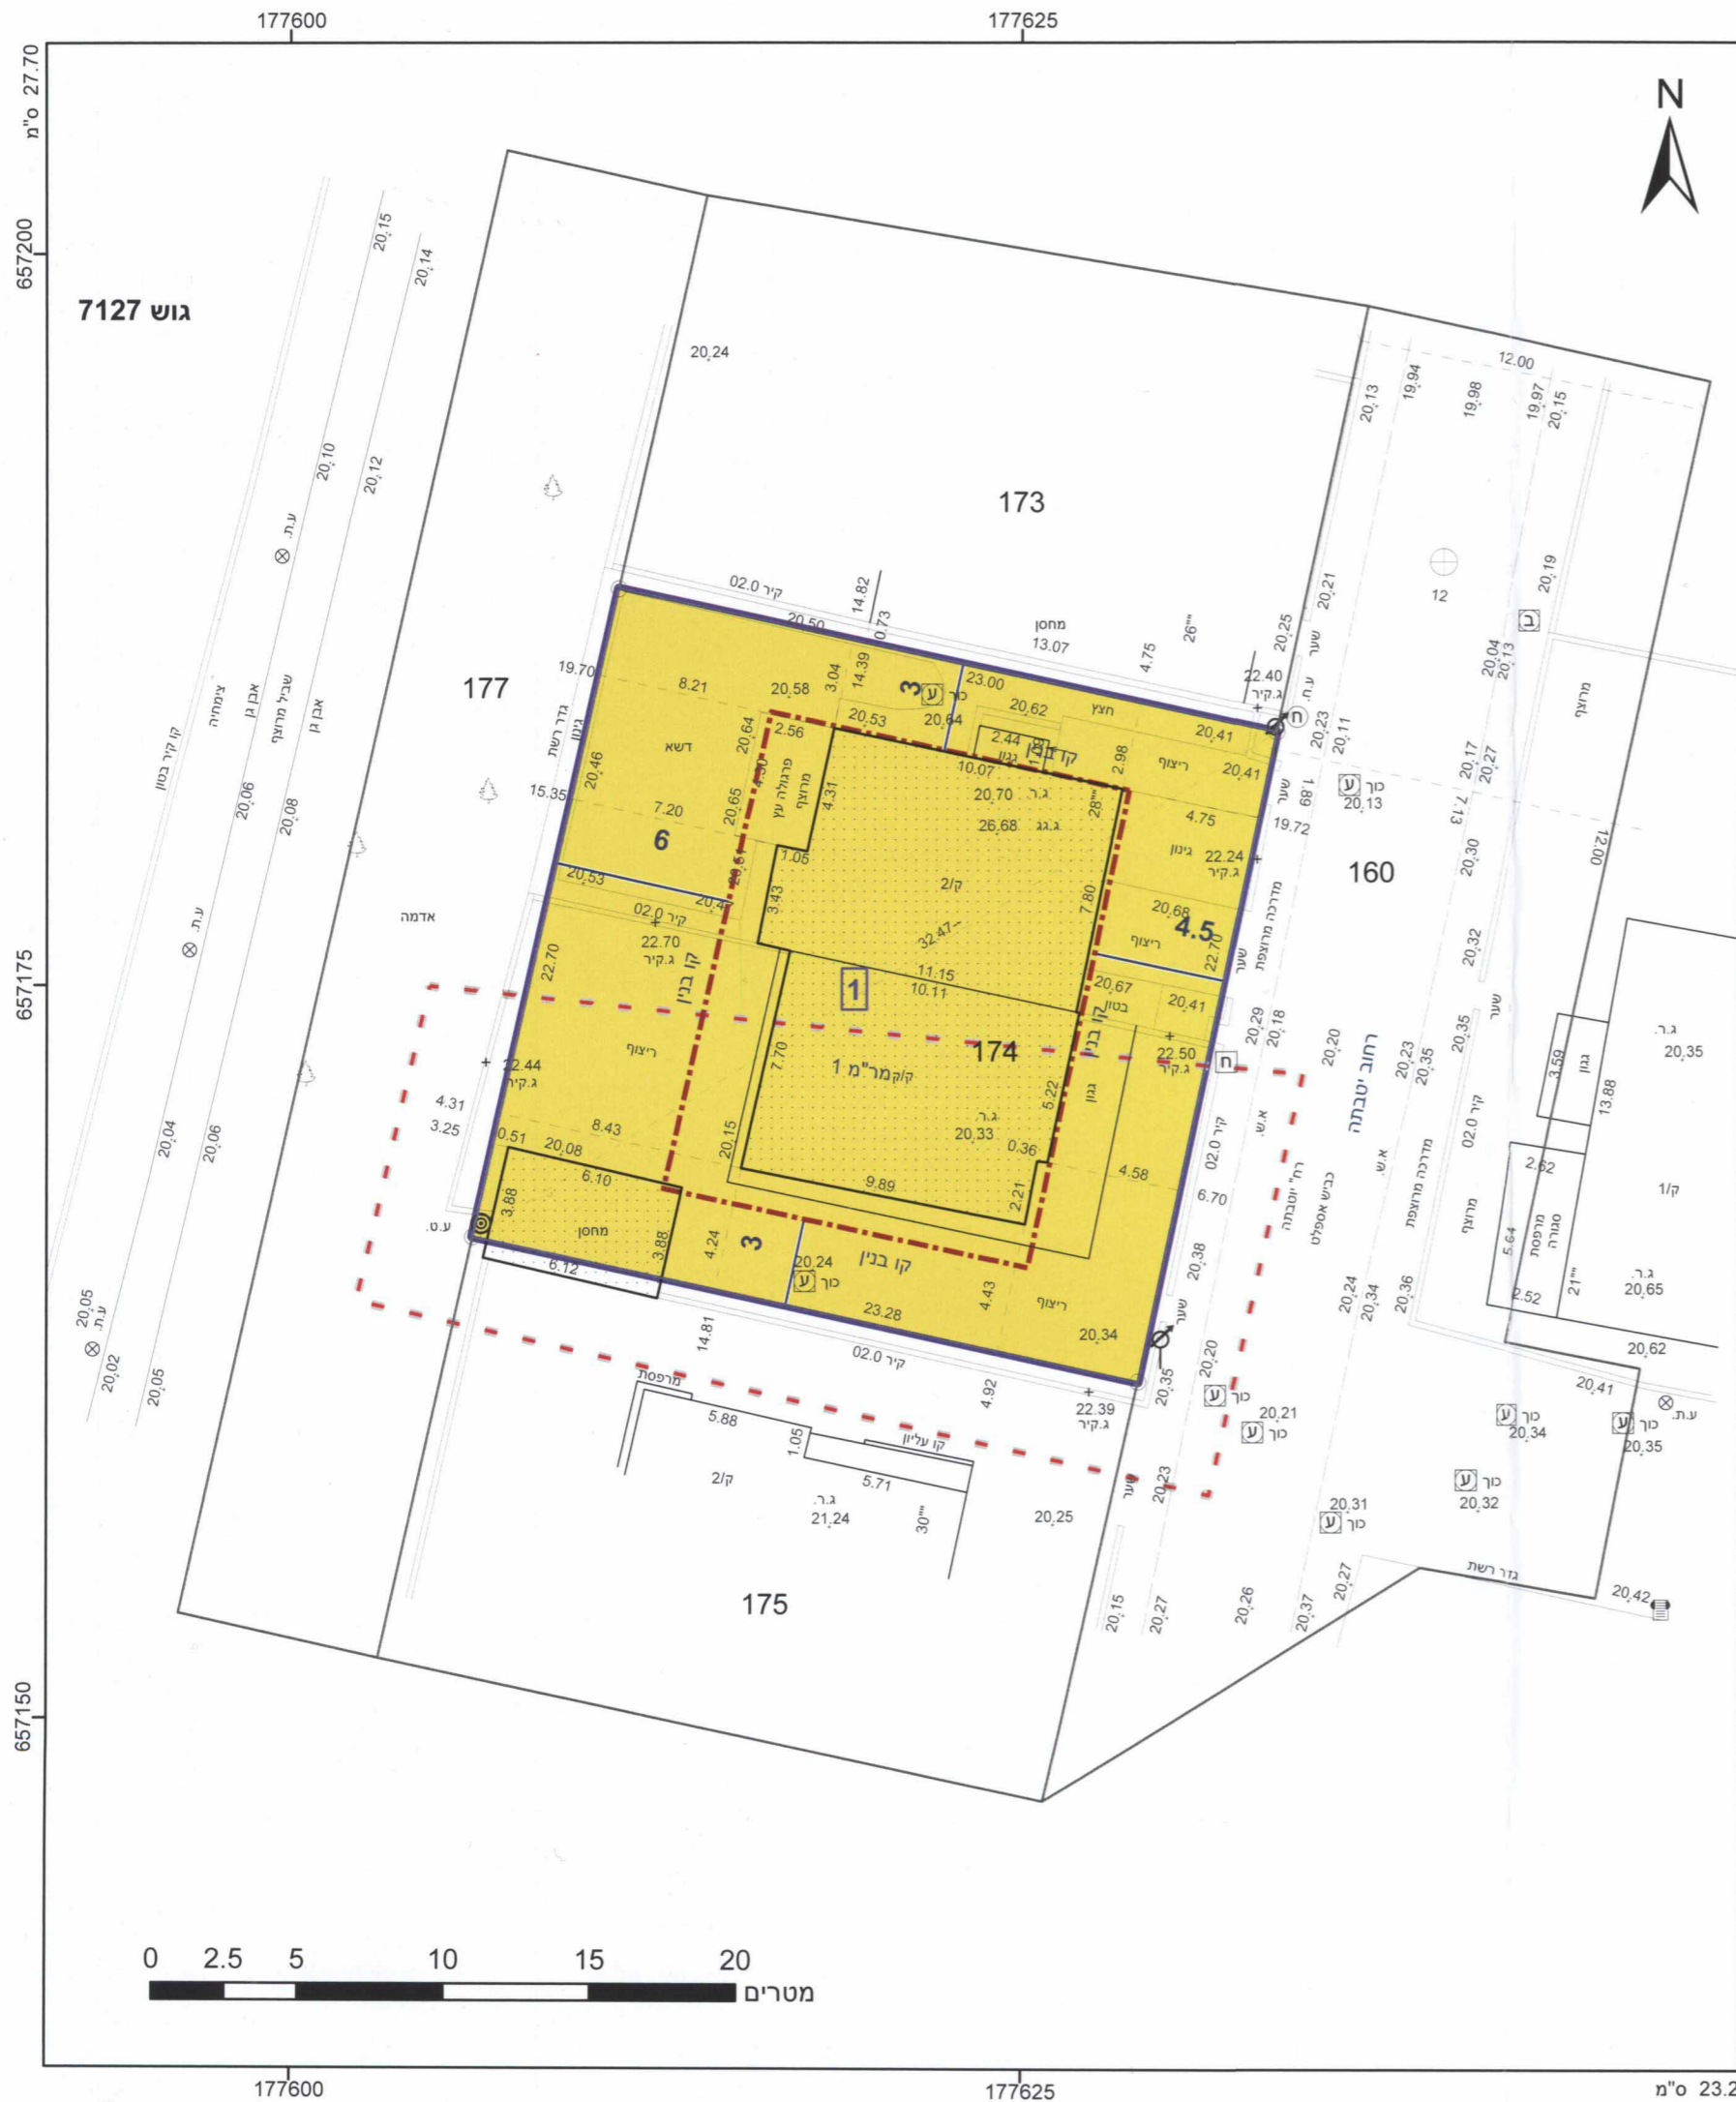 177600
177625
27.70 ס"מ
N
657200
גוש 7127
20.15
20.14
20.24
12.00
20.13
19.94
19.98
19.97
20.15
20.10
20.12
173
ע.ת.
12
20.19
ב
20.21
קיר 02.0
14.82
0.73
20.50
מחסן
13.07
4.75
26""
20.25
שער
20.04
20.13
177
19.70
צימחיה
אבן גן
שביל מרוצף
אבן גן
קו קיר בטון
גדר רשת
גינון
8.21
20.58
3.04
14.39
3
ע
כוך
23.00
22.40
ג.קיר
ע.ח.
ח
מרוצף
20.53
20.64
20.62
חצץ
20.41
20.23
20.11
20.46
דשא
20.64
2.56
4.30
2.44
גגון
קו בנין
2.98
ריצוף
20.41
20.17
20.27
15.35
7.20
20.65
פרגולה עץ
מרוצף
4.31
10.07
ג.ר.
20.70
ג.גג
26.68
28""
4.75
שער
1.89
ע
כוך
20.13
7.13
20.06
20.08
6
1.05
19.72
גינון
22.24
ג.קיר
20.30
12.00
160
20.53
20.47
3.43
ק/2
7.80
20.68
מדרכה מרוצפת
אדמה
קיר 02.0
22.70
ג.קיר
32.47
ריצוף
4.5
22.70
שער
20.32
ע.ת.
657175
22.70
קו בנין
1
11.15
10.11
20.67
בטון
20.41
שער
174
קו בנין
20.29
20.18
20.20
רחוב יטבתה
20.23
20.35
20.35
ג.ר.
20.35
22.44
ג.קיר
ריצוף
7.70
ק/קמר"מ 1
5.22
גגון
22.50
ג.קיר
ח
3.59
גגון
13.88
4.31
3.25
0.51
20.08
8.43
20.15
ג.ר.
20.33
0.36
4.58
קיר 02.0
א.ש.
א.ש.
קיר 02.0
20.04
20.06
6.10
9.89
2.21
6.70
רח' יוטבתה
כביש אספלט
מדרכה מרוצפת
מרוצף
2.62
ק/1
3.88
מחסן
3.88
4.24
3
ע.ט.
6.12
20.24
ע
כוך
קו בנין
20.38
5.64
מרפסת
סגורה
20.05
ע.ת.
23.28
4.43
ריצוף
20.34
שער
20.24
20.34
20.36
2.52
21""
ג.ר.
20.65
14.81
קיר 02.0
20.62
20.02
20.05
מרפסת
4.92
22.39
ג.קיר
20.35
20.20
20.41
5.88
ע
כוך
20.21
ע
כוך
ע
כוך
20.34
ע
כוך
20.35
ע.ת.
1.05
קו עליון
ק/2
5.71
ג.ר.
21.24
30""
20.25
שער
20.23
ע
כוך
20.32
20.31
ע
כוך
175
20.15
20.27
20.26
20.37
20.27
גדר רשת
20.42
657150
0 2.5 5 10 15 20
מטרים
177600
177625
ס"מ 23.2